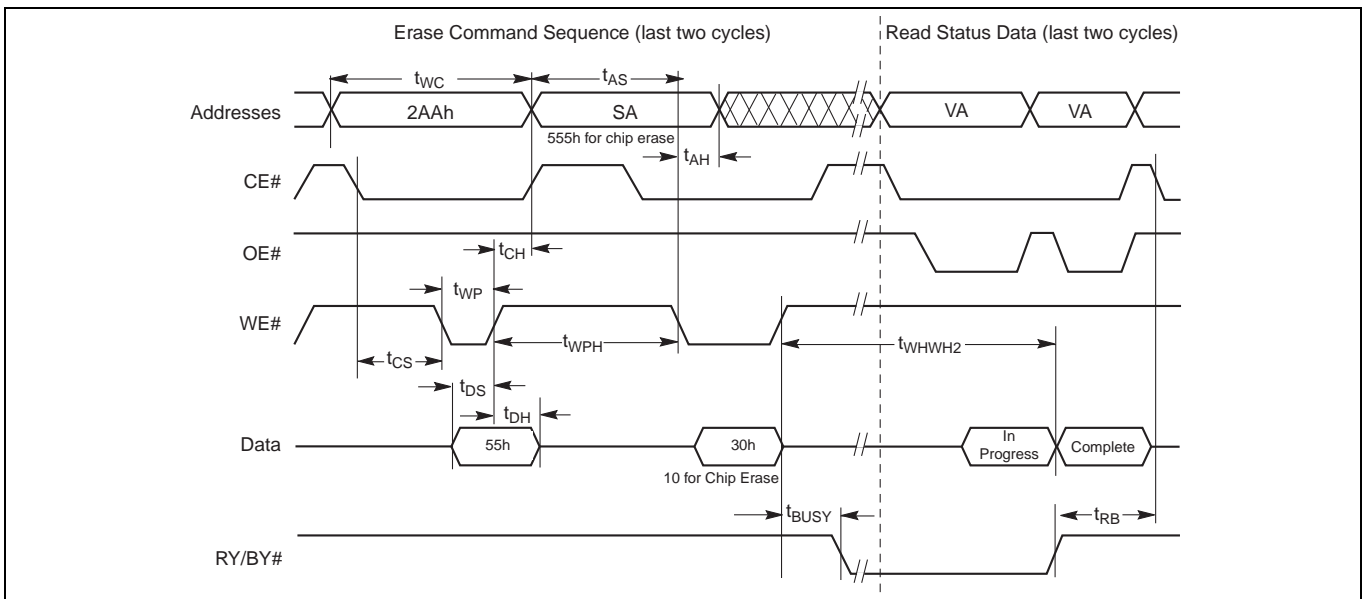 Erase Command Sequence (last two cycles)
Read Status Data (last two cycles)
tWC
tAS
Addresses
2AAh
SA
VA
VA
555h for chip erase
tAH
CE#
OE#
tCH
tWP
WE#
tWPH
tWHWH2
tCS
tDS
tDH
Data
55h
30h
In
Progress
Complete
10 for Chip Erase
tBUSY
tRB
RY/BY#